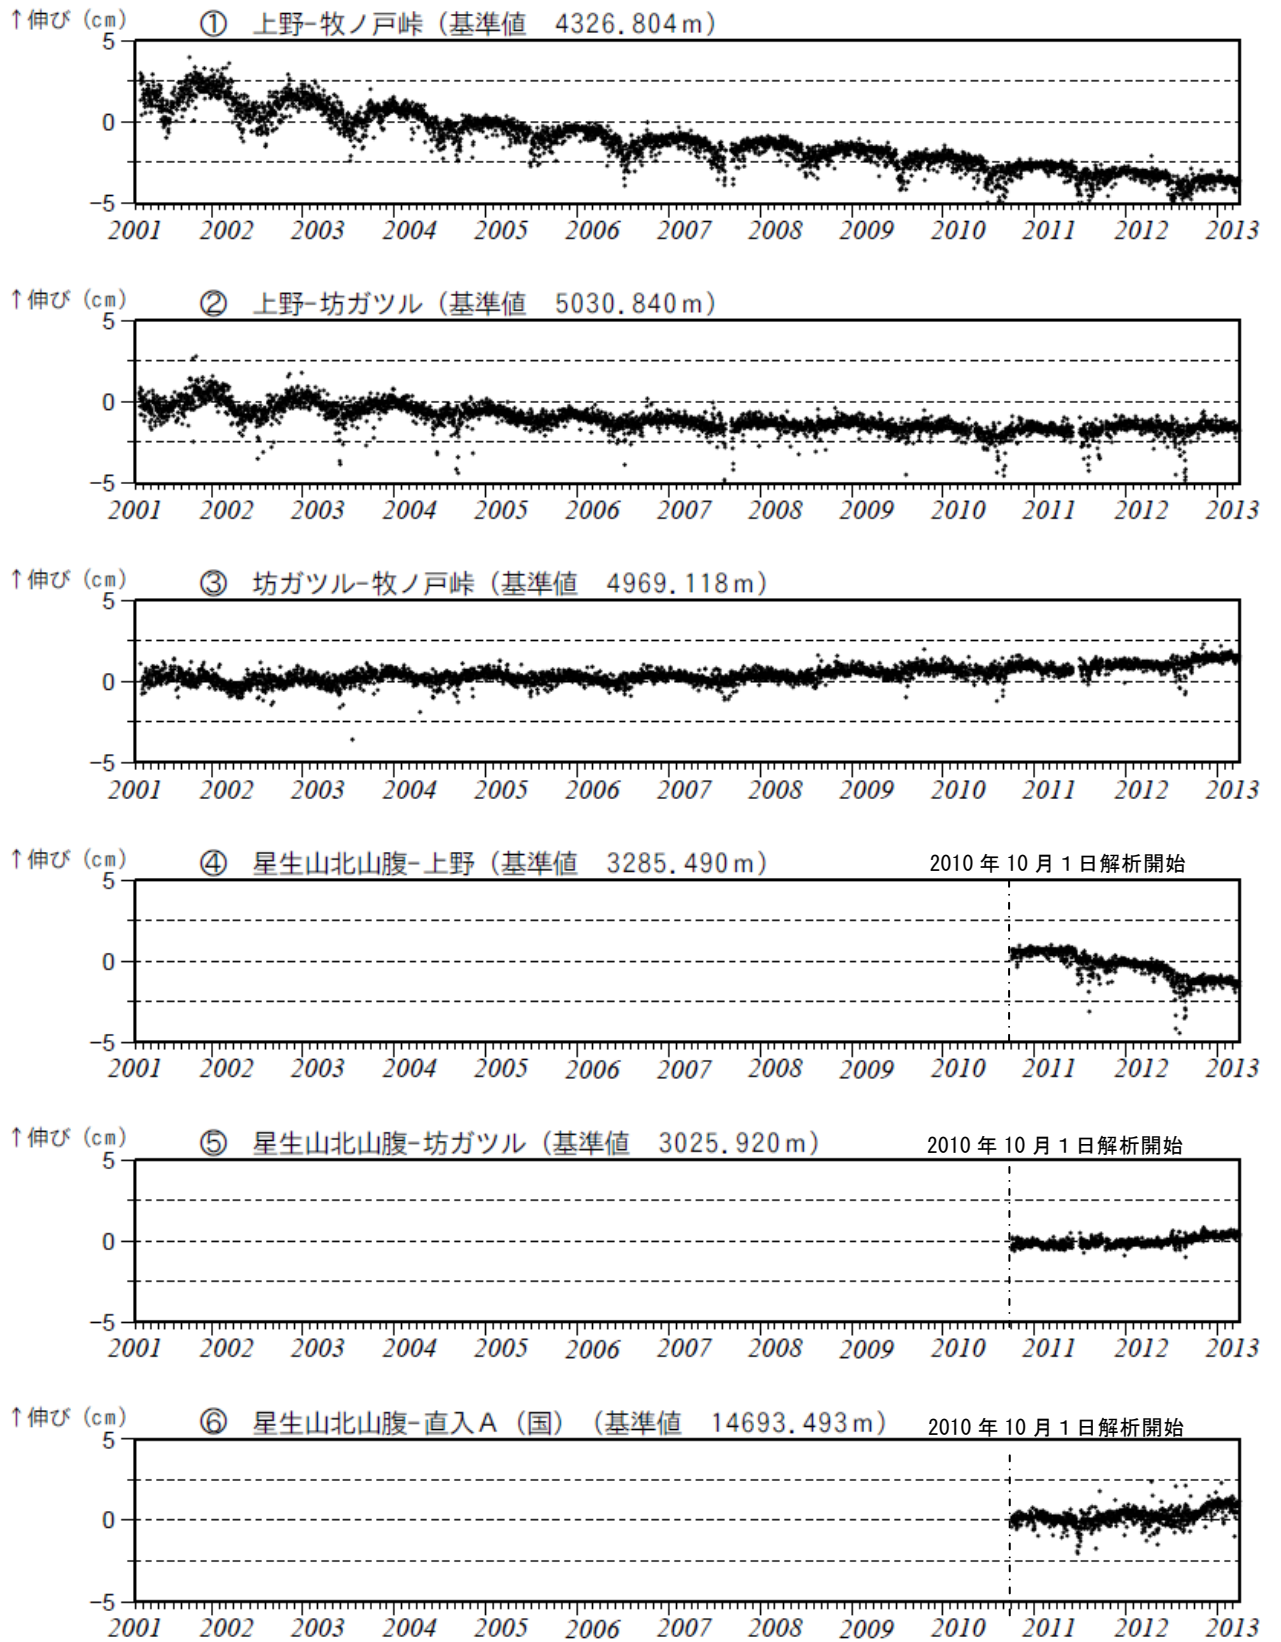 ↑伸び（cm） ① 上野−牧ノ戸峠（基準値 4326.804m）
5
0
−5
2001 2002 2003 2004 2005 2006 2007 2008 2009 2010 2011 2012 2013
↑伸び（cm） ② 上野−坊ガツル（基準値 5030.840m）
5
0
−5
2001 2002 2003 2004 2005 2006 2007 2008 2009 2010 2011 2012 2013
↑伸び（cm） ③ 坊ガツル−牧ノ戸峠（基準値 4969.118m）
5
0
−5
2001 2002 2003 2004 2005 2006 2007 2008 2009 2010 2011 2012 2013
↑伸び（cm） ④ 星生山北山腹−上野（基準値 3285.490m） 2010年10月1日解析開始
5
0
−5
2001 2002 2003 2004 2005 2006 2007 2008 2009 2010 2011 2012 2013
↑伸び（cm） ⑤ 星生山北山腹−坊ガツル（基準値 3025.920m） 2010年10月1日解析開始
5
0
−5
2001 2002 2003 2004 2005 2006 2007 2008 2009 2010 2011 2012 2013
↑伸び（cm） ⑥ 星生山北山腹−直入A（国）（基準値 14693.493m） 2010年10月1日解析開始
5
0
−5
2001 2002 2003 2004 2005 2006 2007 2008 2009 2010 2011 2012 2013